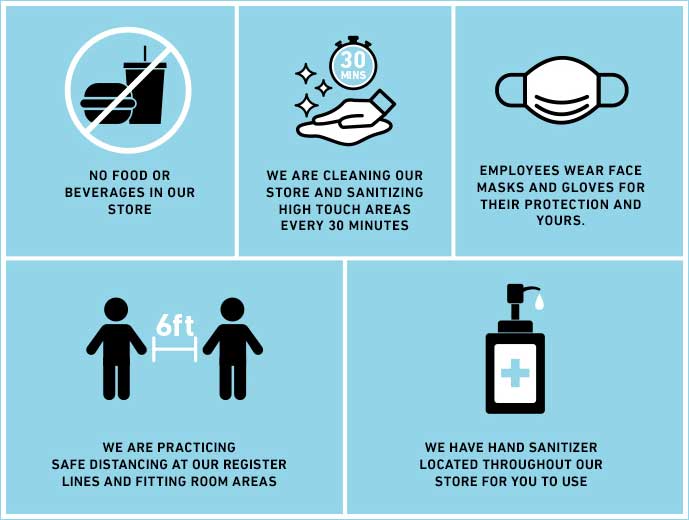 NO FOOD OR
BEVERAGES IN OUR
STORE
30
MINS
WE ARE CLEANING OUR
STORE AND SANITIZING
HIGH TOUCH AREAS
EVERY 30 MINUTES
EMPLOYEES WEAR FACE
MASKS AND GLOVES FOR
THEIR PROTECTION AND
YOURS.
6ft
WE ARE PRACTICING
SAFE DISTANCING AT OUR REGISTER
LINES AND FITTING ROOM AREAS
WE HAVE HAND SANITIZER
LOCATED THROUGHOUT OUR
STORE FOR YOU TO USE